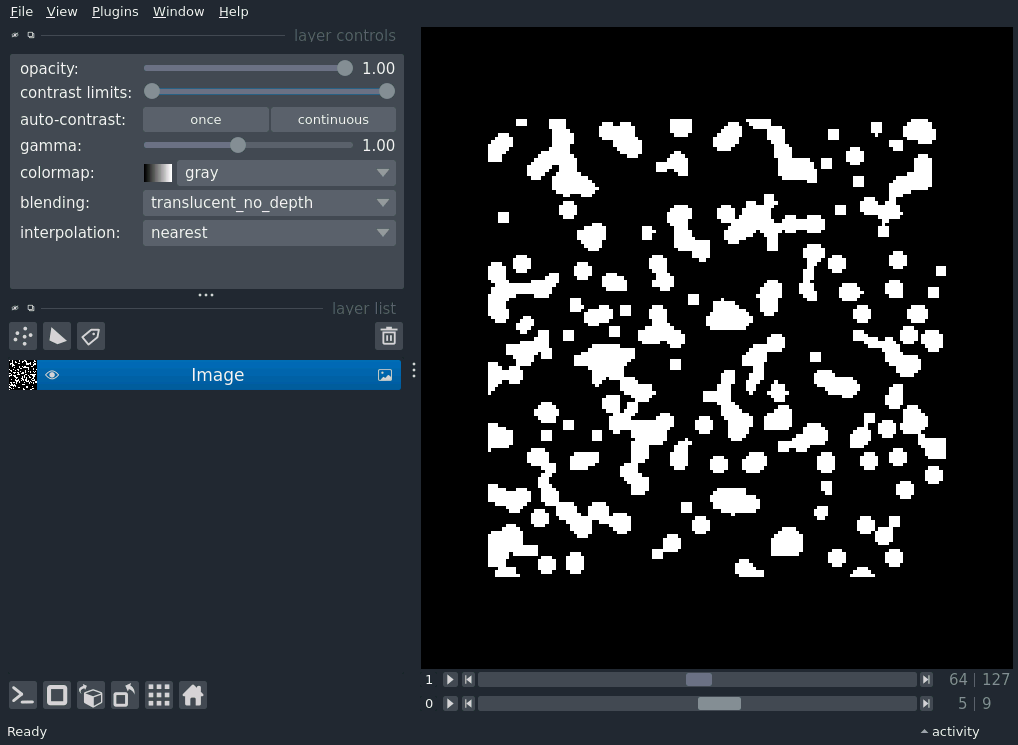 File View Plugins Window Help
layer controls
opacity: 1.00
contrast limits:
auto-contrast: once continuous
gamma: 1.00
colormap: gray
blending: translucent_no_depth
interpolation: nearest
layer list
Image
1 64 | 127
0 5 | 9
Ready activity